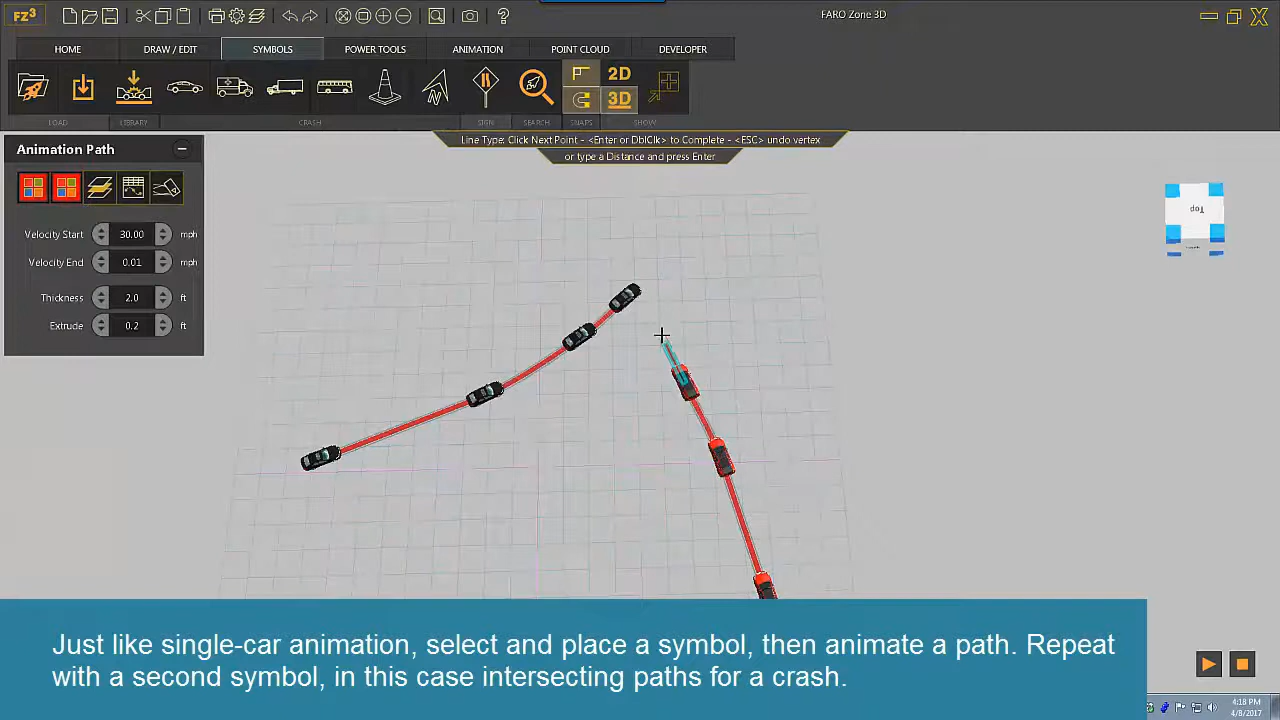 FZ³
FARO Zone 3D
HOME
DRAW / EDIT
SYMBOLS
POWER TOOLS
ANIMATION
POINT CLOUD
DEVELOPER
2D
3D
LOAD
LIBRARY
CRASH
SIGN
SEARCH
SNAPS
SHOW
Line Type: Click Next Point - <Enter or DblClk> to Complete - <ESC> undo vertex
or type a Distance and press Enter
Animation Path
Velocity Start 30.00 mph
Velocity End 0.01 mph
Thickness 2.0 ft
Extrude 0.2 ft
Top
Just like single-car animation, select and place a symbol, then animate a path. Repeat
with a second symbol, in this case intersecting paths for a crash.
4:18 PM
4/8/2017